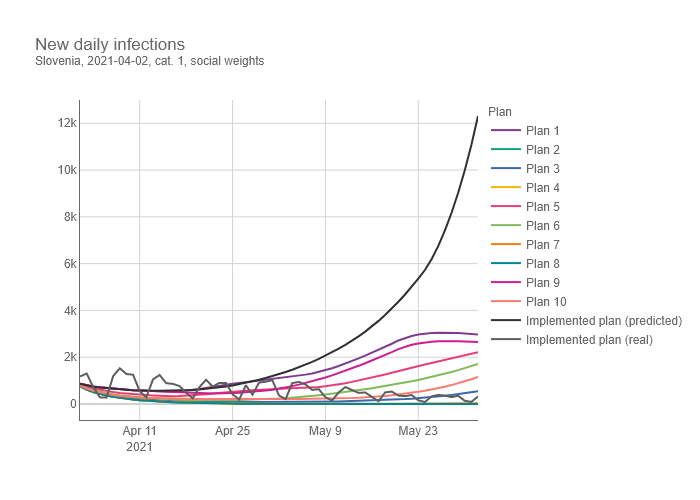 New daily infections
Slovenia, 2021-04-02, cat. 1, social weights
Plan
Plan 1
Plan 2
Plan 3
Plan 4
Plan 5
Plan 6
Plan 7
Plan 8
Plan 9
Plan 10
Implemented plan (predicted)
Implemented plan (real)
12k
10k
8k
6k
4k
2k
0
Apr 11 Apr 25 May 9 May 23
2021